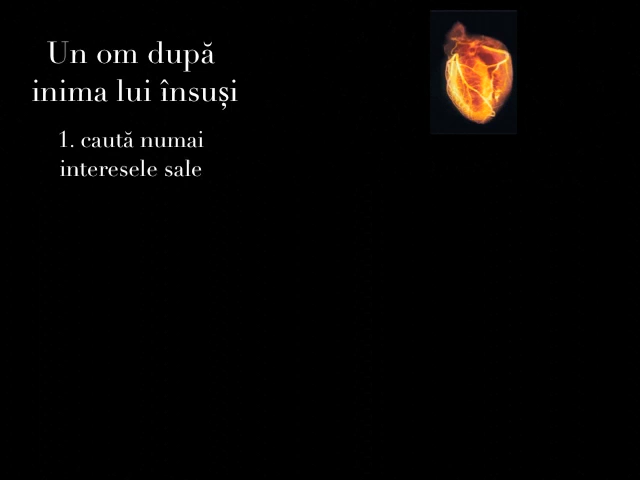 Un om după
inima lui însuși
1. caută numai
interesele sale